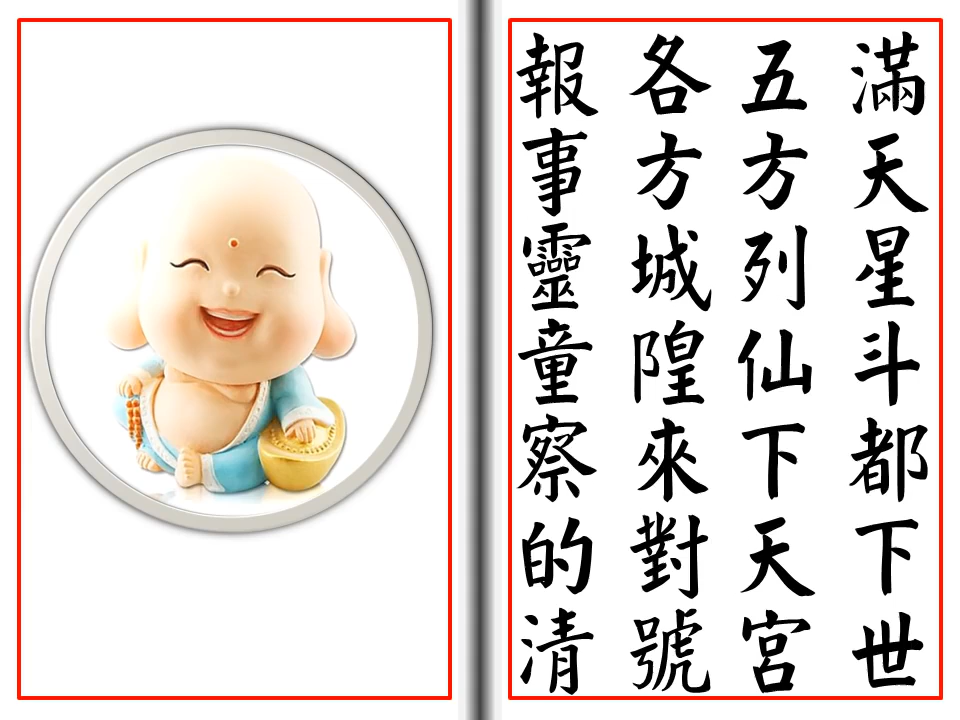 滿天星斗都下世
五方列仙下天宮
各方城隍來對號
報事靈童察的清